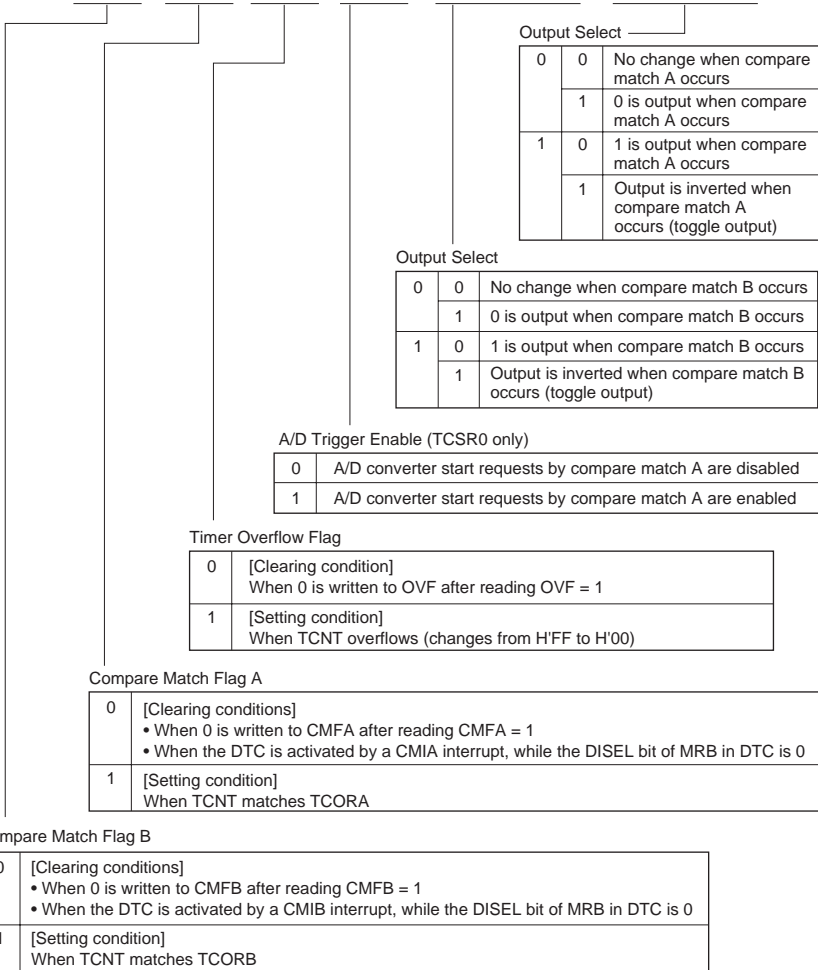 Output Select
0 0 No change when compare
match A occurs
1 0 is output when compare
match A occurs
1 0 1 is output when compare
match A occurs
1 Output is inverted when
compare match A
occurs (toggle output)
Output Select
0 0 No change when compare match B occurs
1 0 is output when compare match B occurs
1 0 1 is output when compare match B occurs
1 Output is inverted when compare match B
occurs (toggle output)
A/D Trigger Enable (TCSR0 only)
0 A/D converter start requests by compare match A are disabled
1 A/D converter start requests by compare match A are enabled
Timer Overflow Flag
0 [Clearing condition]
When 0 is written to OVF after reading OVF = 1
1 [Setting condition]
When TCNT overflows (changes from H'FF to H'00)
Compare Match Flag A
0 [Clearing conditions]
• When 0 is written to CMFA after reading CMFA = 1
• When the DTC is activated by a CMIA interrupt, while the DISEL bit of MRB in DTC is 0
1 [Setting condition]
When TCNT matches TCORA
mpare Match Flag B
0 [Clearing conditions]
• When 0 is written to CMFB after reading CMFB = 1
• When the DTC is activated by a CMIB interrupt, while the DISEL bit of MRB in DTC is 0
1 [Setting condition]
When TCNT matches TCORB